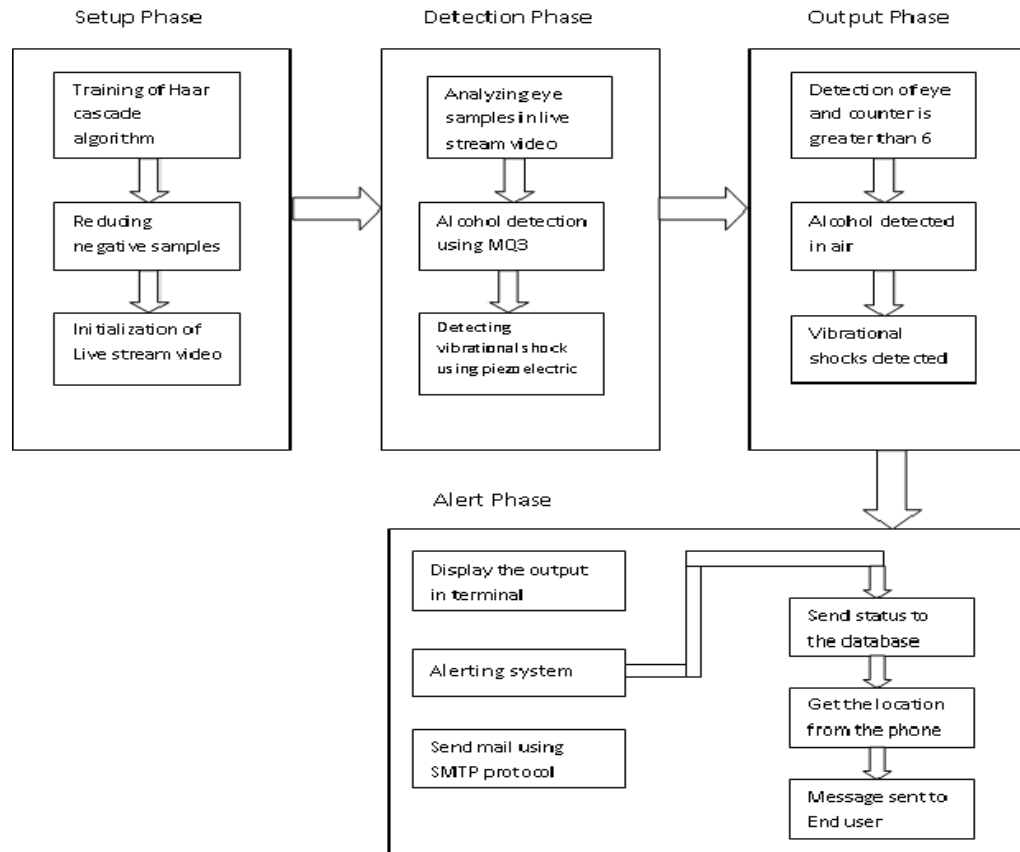 Setup Phase
Detection Phase
Output Phase
Training of Haar
cascade
algorithm
Reducing
negative samples
Initialization of
Live stream video
Analyzing eye
samples in live
stream video
Alcohol detection
using MQ3
Detecting
vibrational shock
using piezoelectric
Detection of eye
and counter is
greater than 6
Alcohol detected
in air
Vibrational
shocks detected
Alert Phase
Display the output
in terminal
Alerting system
Send mail using
SMTP protocol
Send status to
the database
Get the location
from the phone
Message sent to
End user